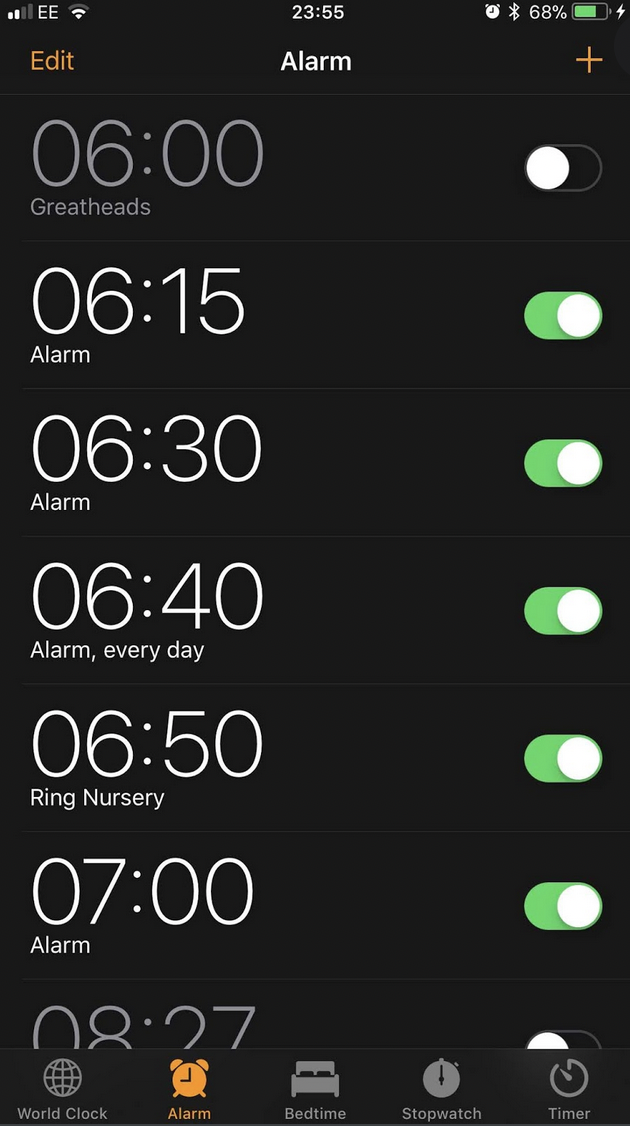 EE 23:55 68%
Edit Alarm +
06:00
Greatheads
06:15
Alarm
06:30
Alarm
06:40
Alarm, every day
06:50
Ring Nursery
07:00
Alarm
08:27
World Clock Alarm Bedtime Stopwatch Timer